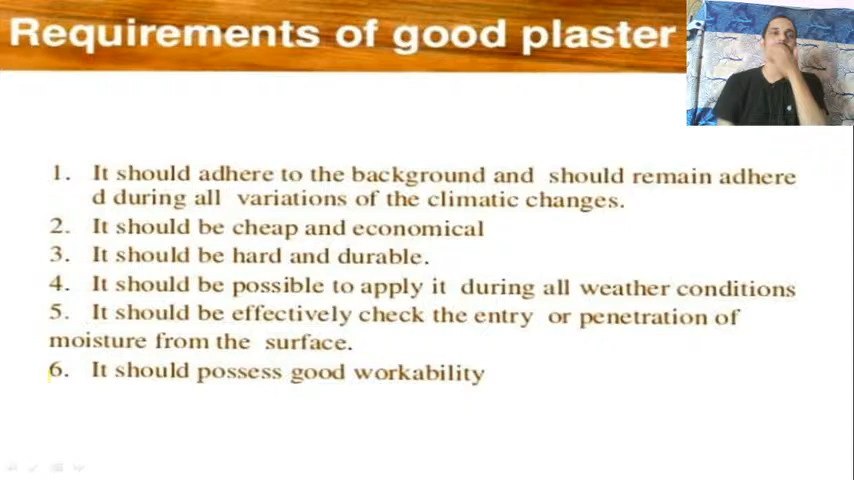 Requirements of good plaster
1. It should adhere to the background and should remain adhere
d during all variations of the climatic changes.
2. It should be cheap and economical
3. It should be hard and durable.
4. It should be possible to apply it during all weather conditions
5. It should be effectively check the entry or penetration of
moisture from the surface.
6. It should possess good workability